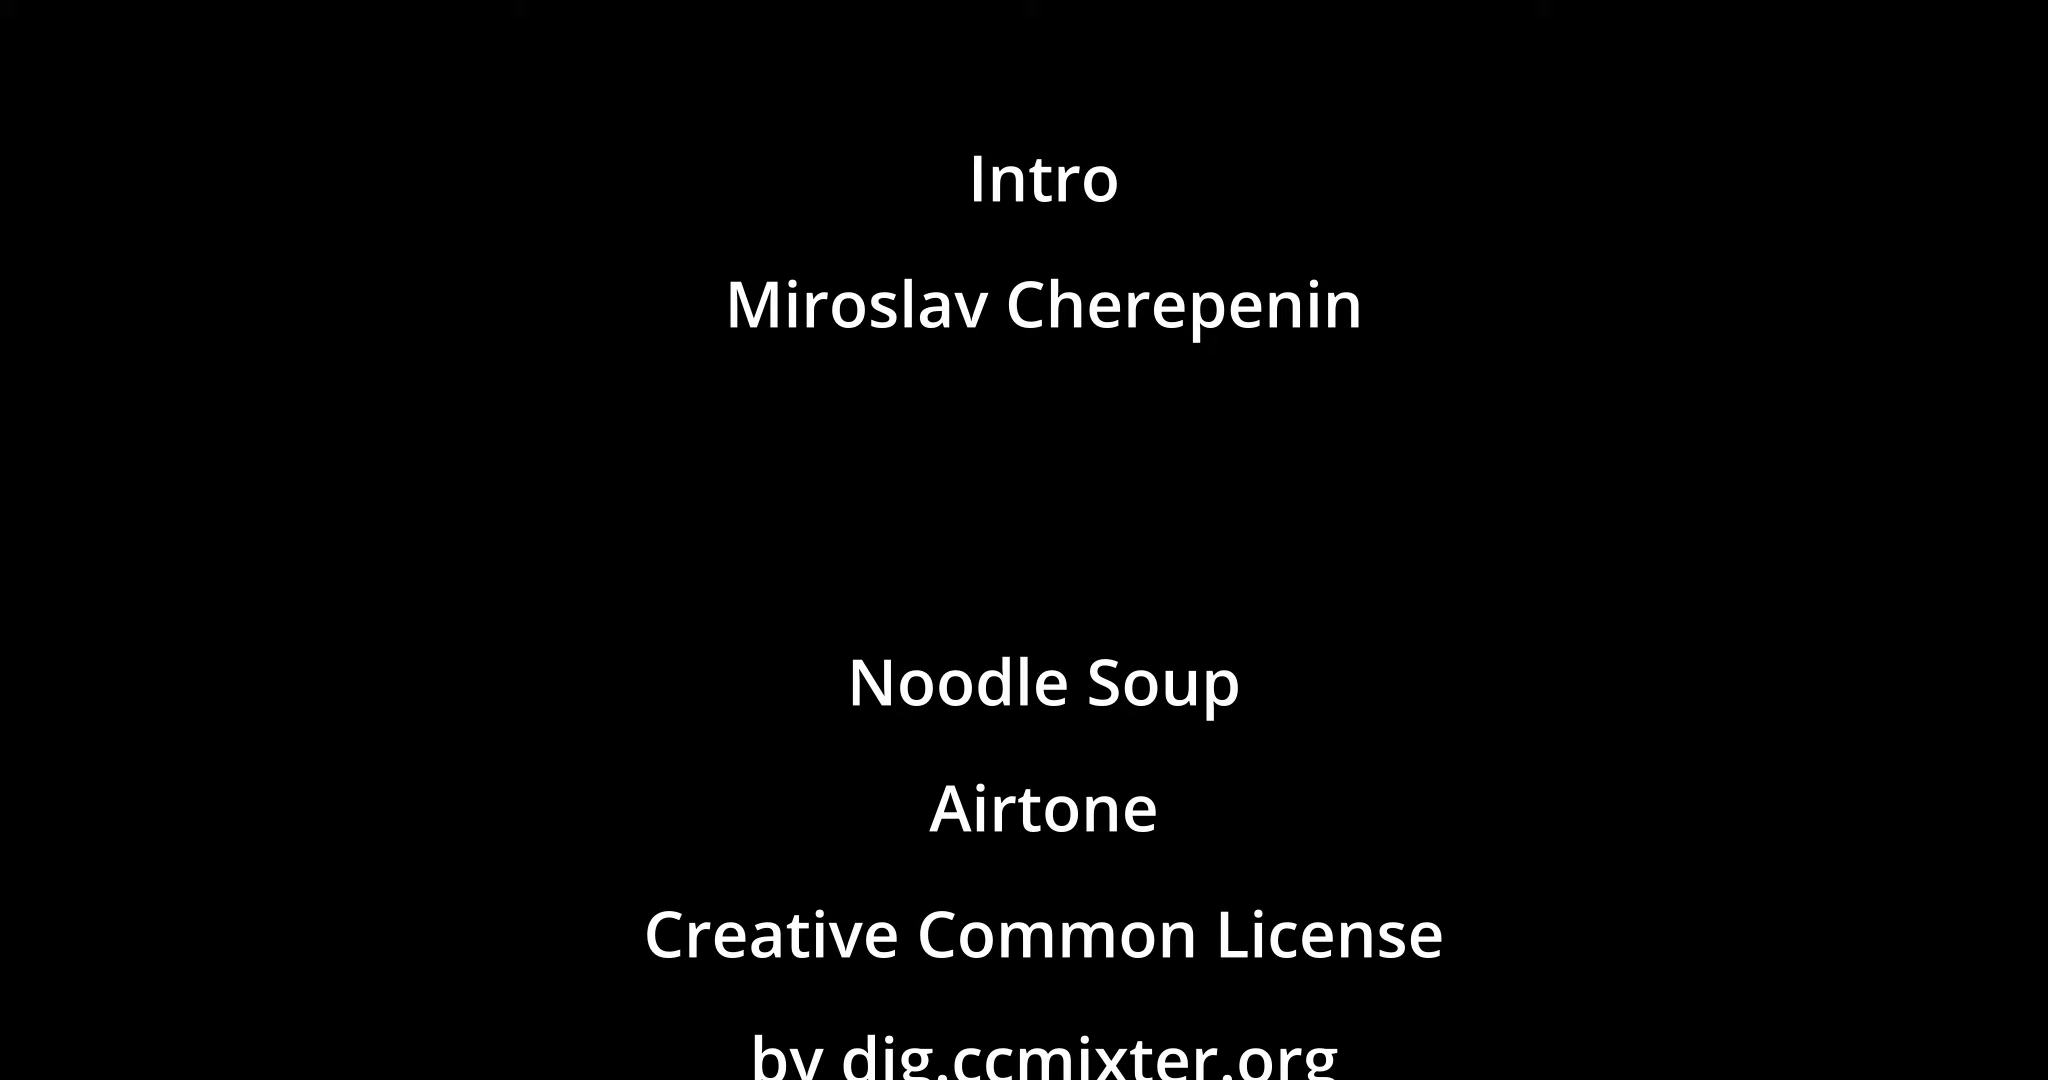 Intro
Miroslav Cherepenin
Noodle Soup
Airtone
Creative Common License
by dig.ccmixter.org